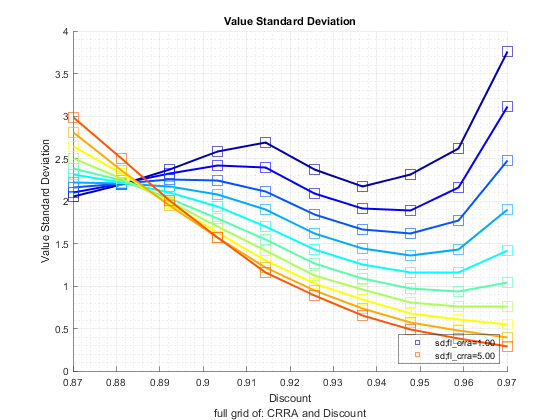 Value Standard Deviation
Value Standard Deviation
4
3.5
3
2.5
2
1.5
1
0.5
0
0.87 0.88 0.89 0.9 0.91 0.92 0.93 0.94 0.95 0.96 0.97
sd;fl_crra=1.00
sd;fl_crra=5.00
Discount
full grid of: CRRA and Discount